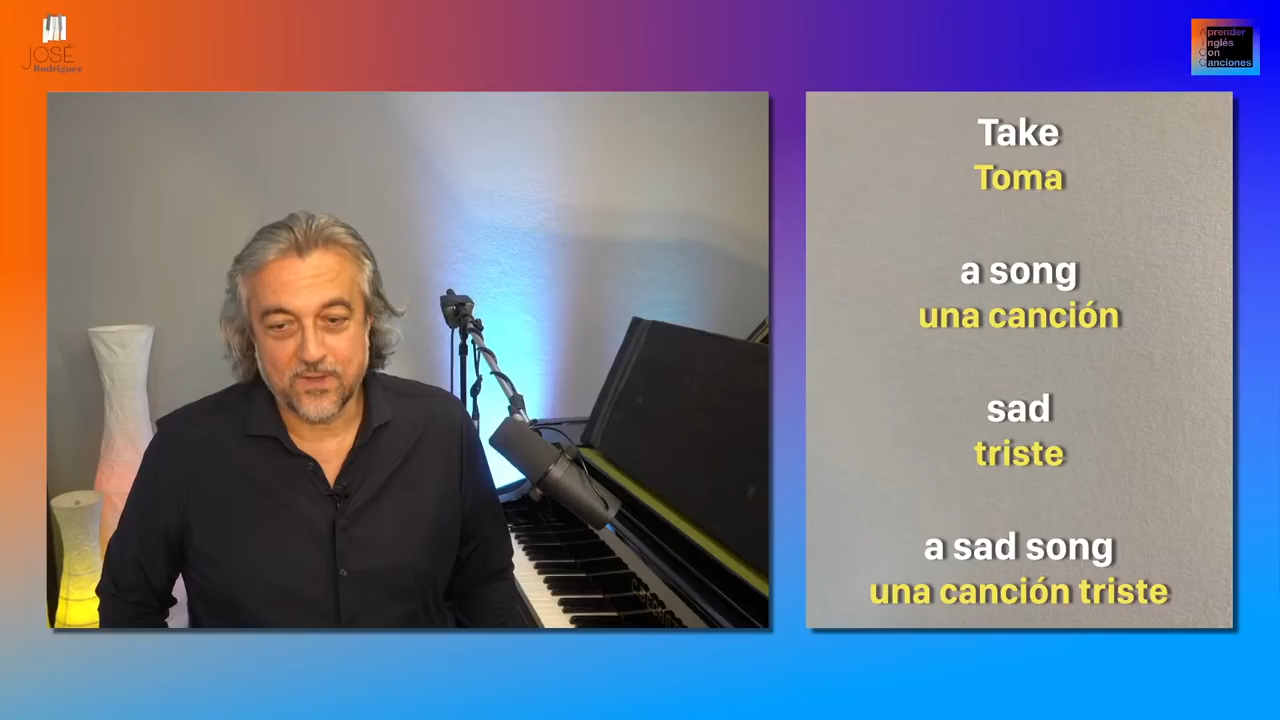 JOSÉ
Rodríguez
Aprender
Inglés
Con
Canciones
Take
Toma
a song
una canción
sad
triste
a sad song
una canción triste